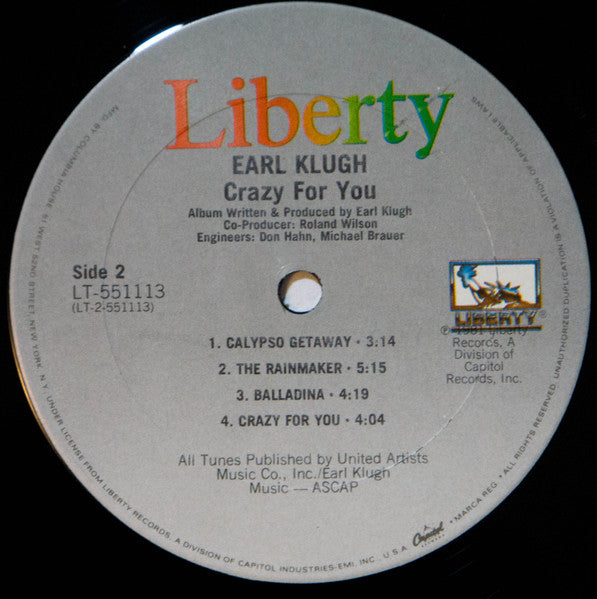 Liberty
EARL KLUGH
Crazy For You
Album Written & Produced by Earl Klugh
Co-Producer: Roland Wilson
Engineers: Don Hahn, Michael Brauer
Side 2
LT-551113
(LT-2-551113)
LIBERTY®
℗ 1981 Liberty
Records, A
Division of
Capitol
Records, Inc.
1. CALYPSO GETAWAY • 3:14
2. THE RAINMAKER • 5:15
3. BALLADINA • 4:19
4. CRAZY FOR YOU • 4:04
All Tunes Published by United Artists
Music Co., Inc./Earl Klugh
Music — ASCAP
MFD. BY COLUMBIA HOUSE, 51 WEST 52ND STREET, NEW YORK, N.Y. UNDER LICENSE FROM LIBERTY RECORDS, A DIVISION OF CAPITOL INDUSTRIES-EMI, INC., U.S.A.
Capitol
RECORDS
MARCA REG. • ALL RIGHTS RESERVED. UNAUTHORIZED DUPLICATION IS A VIOLATION OF APPLICABLE LAWS